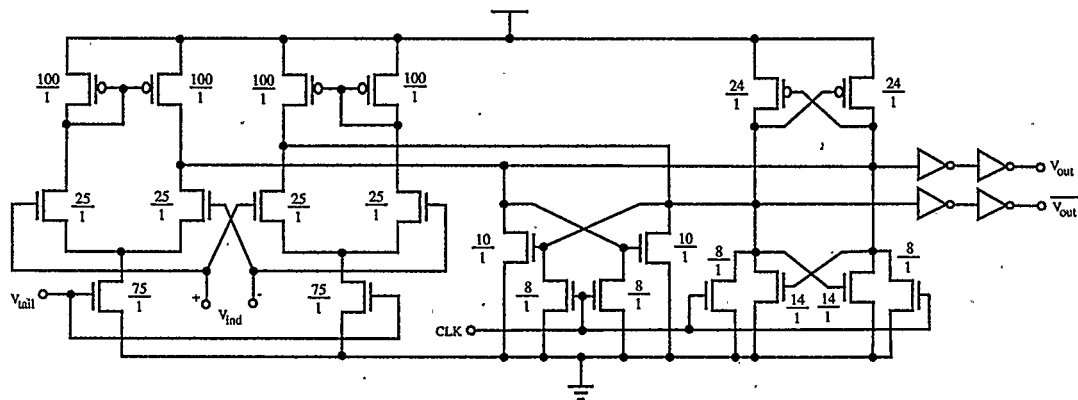 100/1 100/1 100/1 100/1 24/1 24/1
V_out
25/1 25/1 25/1 25/1
\overline{V_out}
10/1 10/1 8/1 8/1
V_tail 75/1 + V_ind - 75/1 8/1 8/1 14/1 14/1
CLK